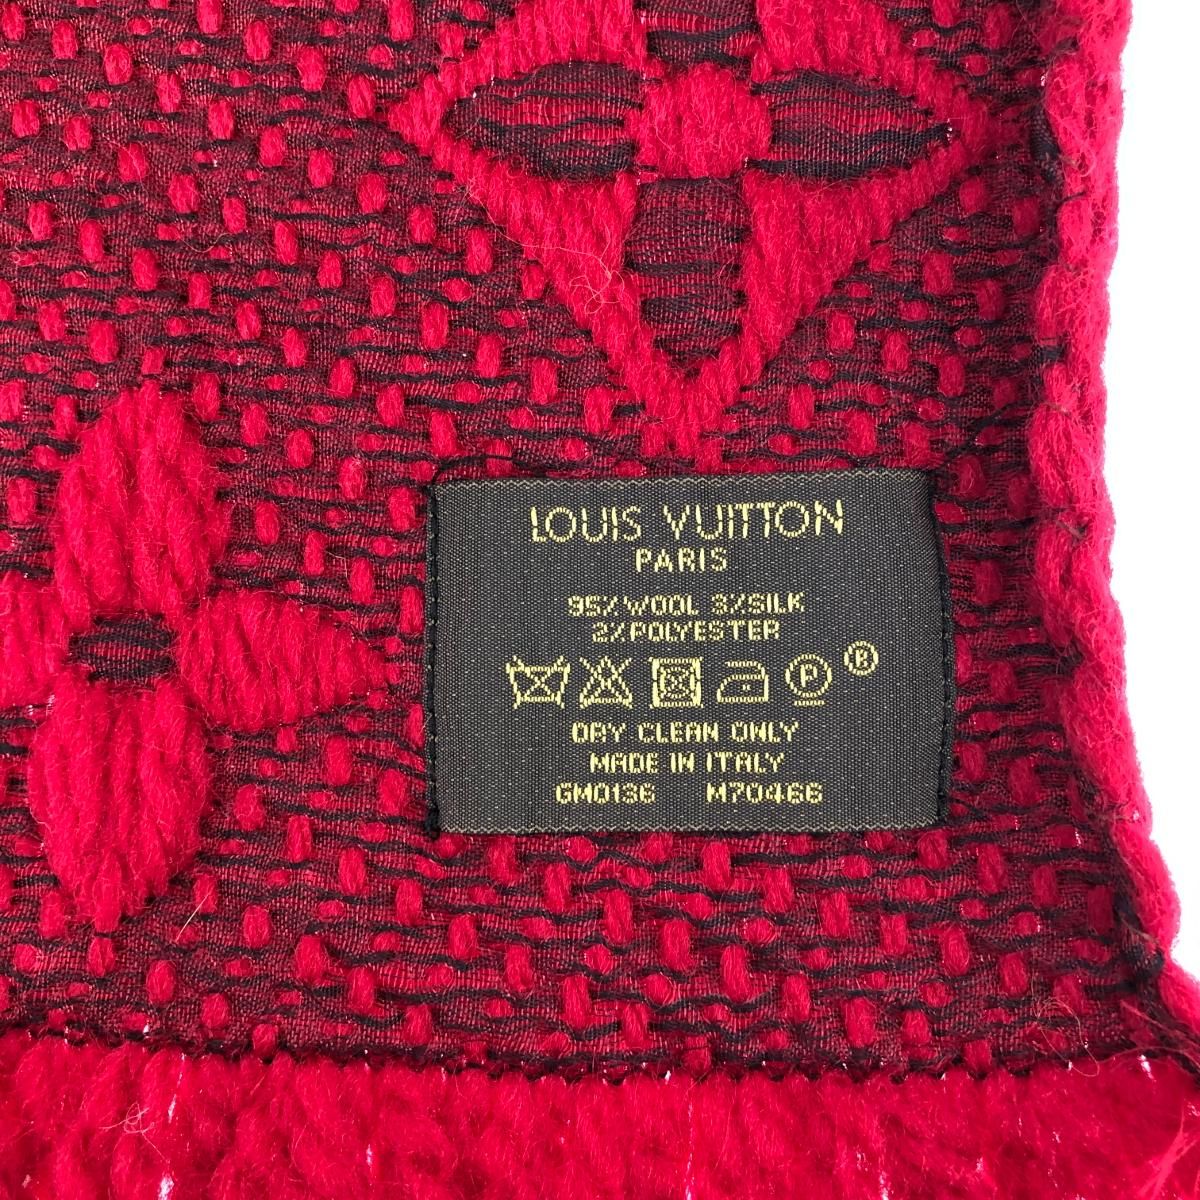 LOUIS VUITTON
PARIS
95% WOOL 3% SILK
2% POLYESTER
P ®
DRY CLEAN ONLY
MADE IN ITALY
GM0136 M70466